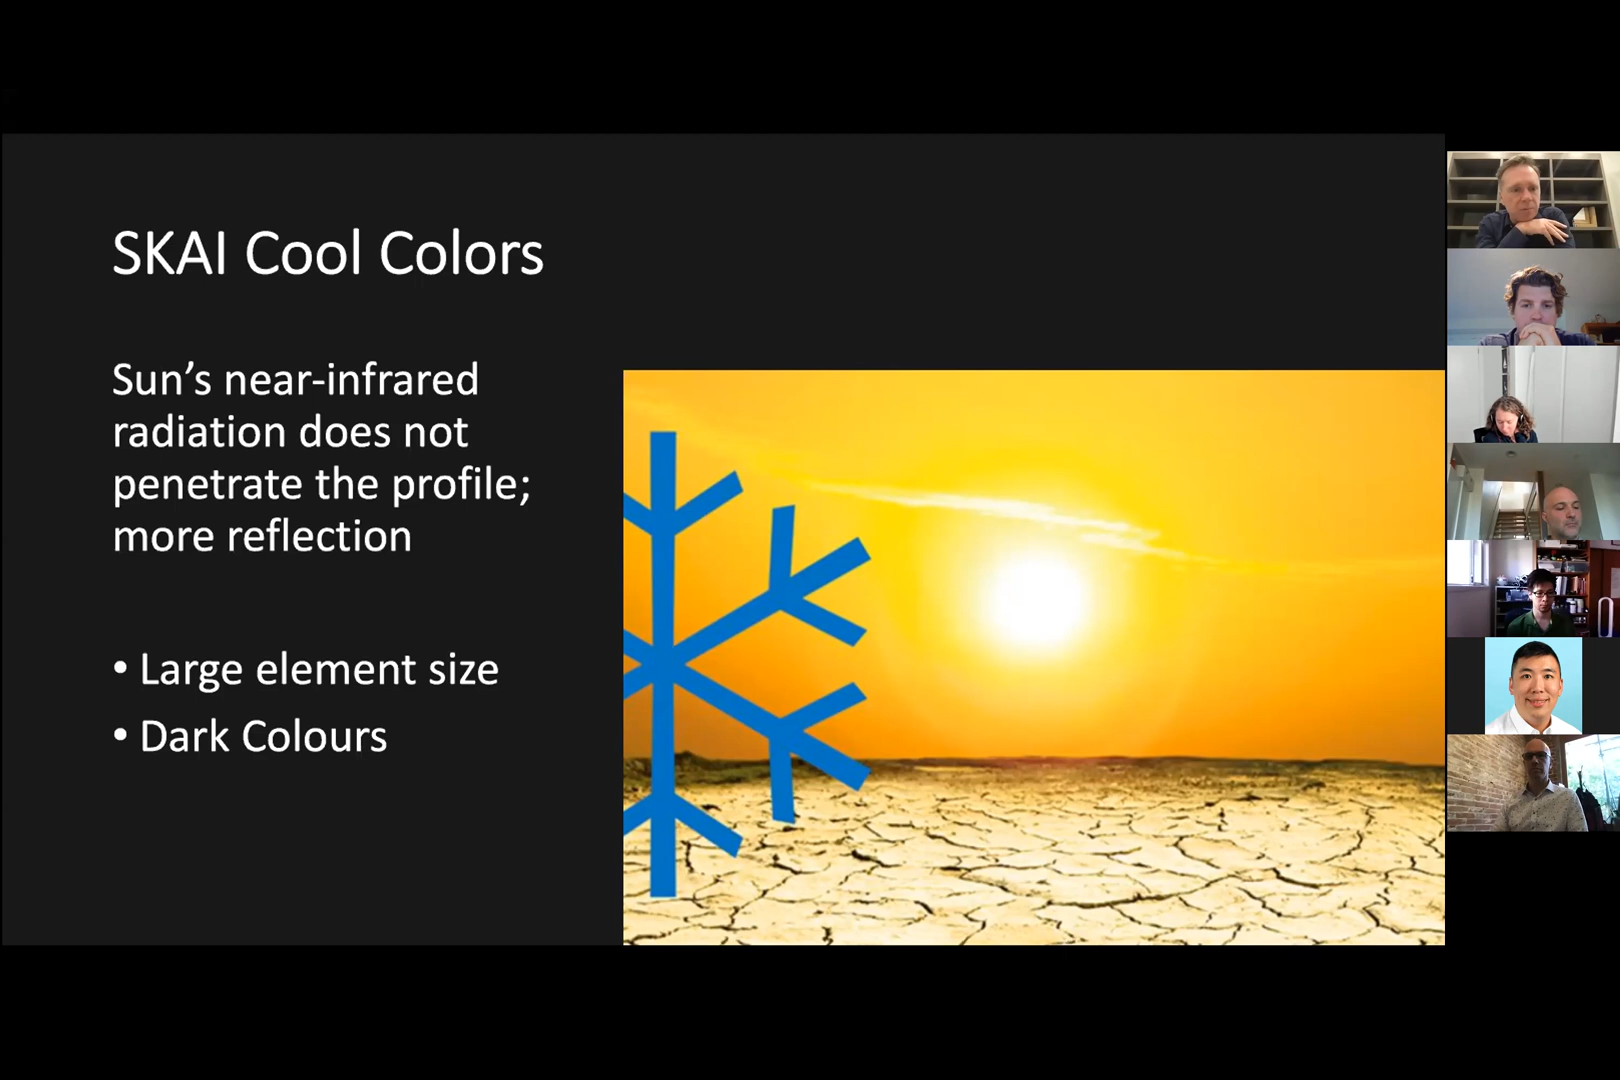 SKAI Cool Colors
Sun’s near-infrared
radiation does not
penetrate the profile;
more reflection
• Large element size
• Dark Colours